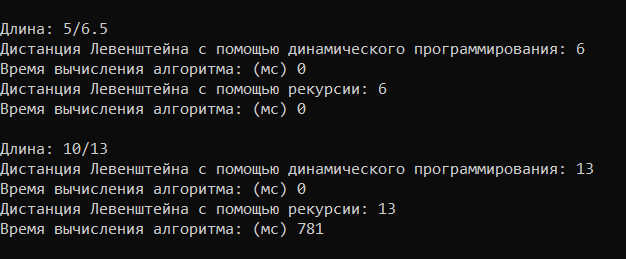 Длина: 5/6.5
Дистанция Левенштейна с помощью динамического программирования: 6
Время вычисления алгоритма: (мс) 0
Дистанция Левенштейна с помощью рекурсии: 6
Время вычисления алгоритма: (мс) 0
Длина: 10/13
Дистанция Левенштейна с помощью динамического программирования: 13
Время вычисления алгоритма: (мс) 0
Дистанция Левенштейна с помощью рекурсии: 13
Время вычисления алгоритма: (мс) 781